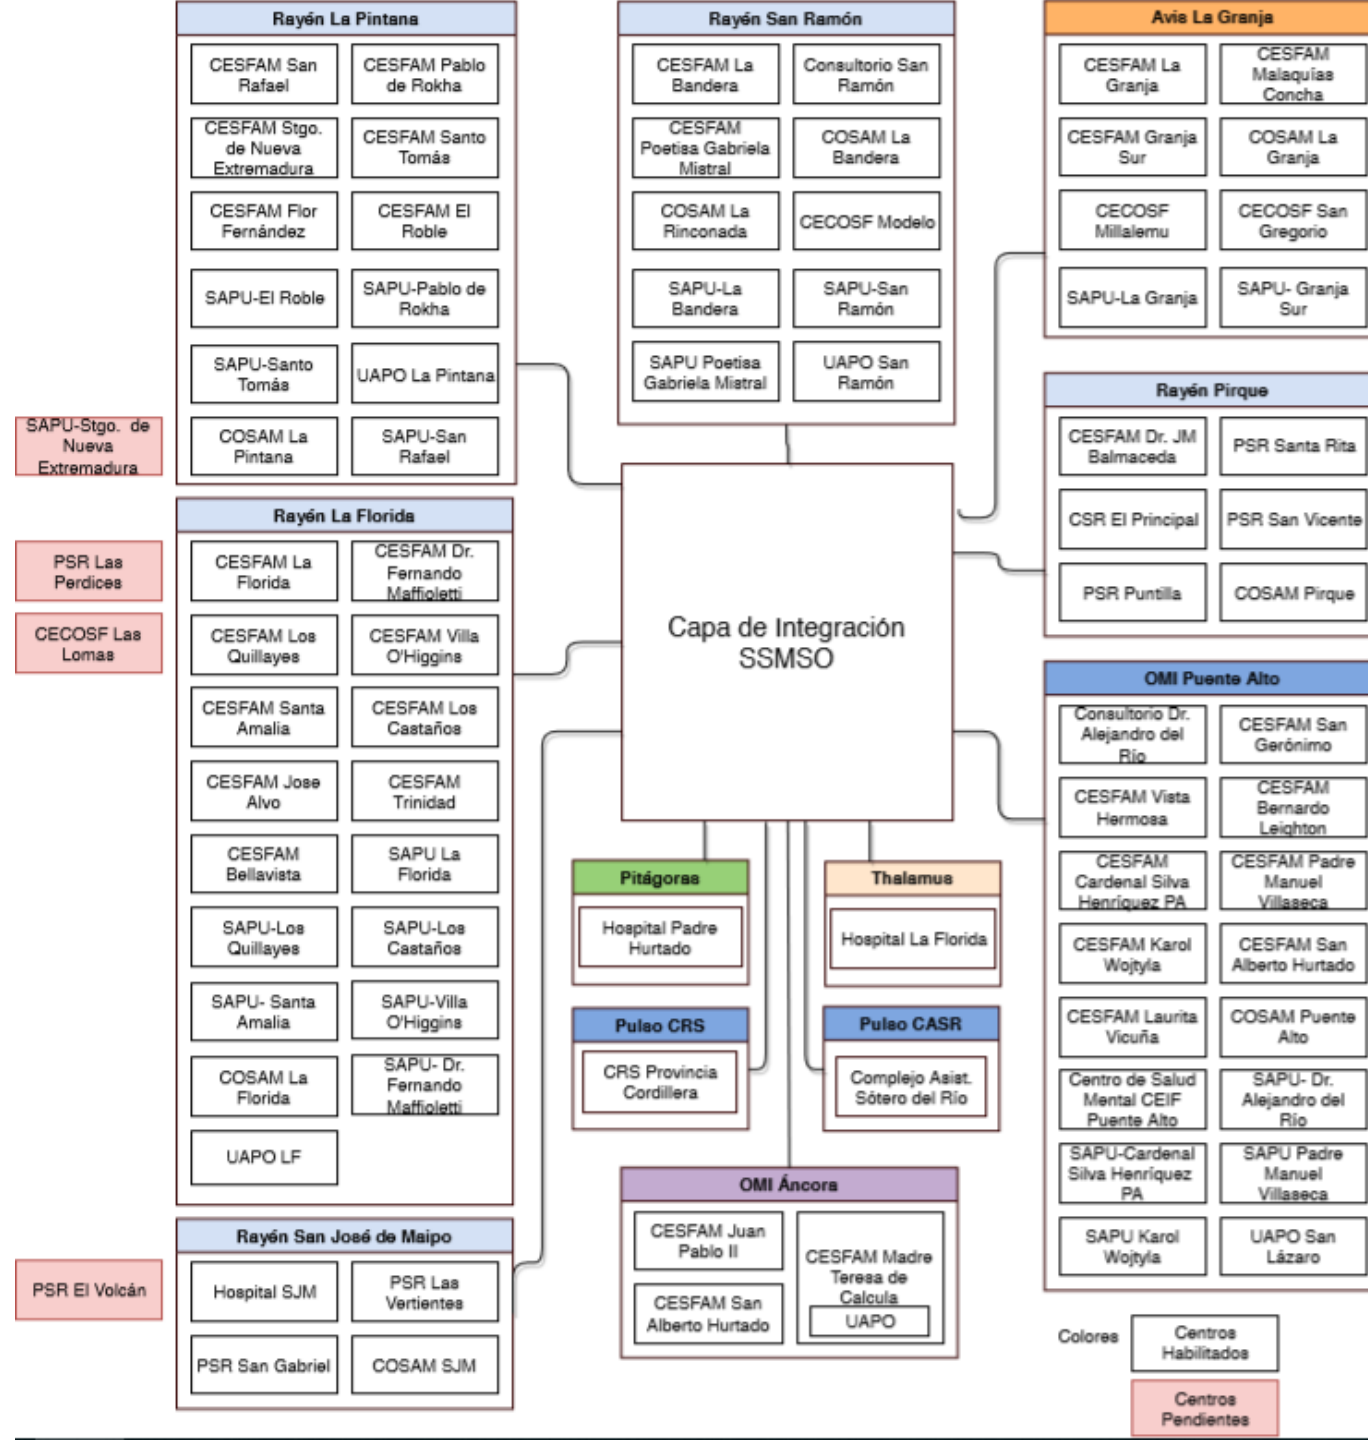 Rayén La Pintana
CESFAM San
Rafael
CESFAM Pablo
de Rokha
CESFAM Stgo.
de Nueva
Extremadura
CESFAM Santo
Tomás
CESFAM Flor
Fernández
CESFAM El
Roble
SAPU-El Roble
SAPU-Pablo de
Rokha
SAPU-Santo
Tomás
UAPO La Pintana
COSAM La
Pintana
SAPU-San
Rafael
SAPU-Stgo. de
Nueva
Extremadura
Rayén San Ramón
CESFAM La
Bandera
Consultorio San
Ramón
CESFAM
Poetisa Gabriela
Mistral
COSAM La
Bandera
COSAM La
Rinconada
CECOSF Modelo
SAPU-La
Bandera
SAPU-San
Ramón
SAPU Poetisa
Gabriela Mistral
UAPO San
Ramón
Avis La Granja
CESFAM La
Granja
CESFAM
Malaquías
Concha
CESFAM Granja
Sur
COSAM La
Granja
CECOSF
Millalemu
CECOSF San
Gregorio
SAPU-La Granja
SAPU- Granja
Sur
Rayén Pirque
CESFAM Dr. JM
Balmaceda
PSR Santa Rita
CSR El Principal
PSR San Vicente
PSR Puntilla
COSAM Pirque
Rayén La Florida
PSR Las
Perdices
CECOSF Las
Lomas
CESFAM La
Florida
CESFAM Dr.
Fernando
Maffioletti
CESFAM Los
Quillayes
CESFAM Villa
O'Higgins
CESFAM Santa
Amalia
CESFAM Los
Castaños
CESFAM Jose
Alvo
CESFAM
Trinidad
CESFAM
Bellavista
SAPU La
Florida
SAPU-Los
Quillayes
SAPU-Los
Castaños
SAPU- Santa
Amalia
SAPU-Villa
O'Higgins
COSAM La
Florida
SAPU- Dr.
Fernando
Maffioletti
UAPO LF
Capa de Integración
SSMSO
OMI Puente Alto
Consultorio Dr.
Alejandro del
Río
CESFAM San
Gerónimo
CESFAM Vista
Hermosa
CESFAM
Bernardo
Leighton
CESFAM
Cardenal Silva
Henríquez PA
CESFAM Padre
Manuel
Villaseca
CESFAM Karol
Wojtyla
CESFAM San
Alberto Hurtado
CESFAM Laurita
Vicuña
COSAM Puente
Alto
Centro de Salud
Mental CEIF
Puente Alto
SAPU- Dr.
Alejandro del
Río
SAPU-Cardenal
Silva Henríquez
PA
SAPU Padre
Manuel
Villaseca
SAPU Karol
Wojtyla
UAPO San
Lázaro
Pitágoras
Hospital Padre
Hurtado
Thalamus
Hospital La Florida
Pulso CRS
CRS Provincia
Cordillera
Pulso CASR
Complejo Asist.
Sótero del Río
OMI Áncora
CESFAM Juan
Pablo II
CESFAM San
Alberto Hurtado
CESFAM Madre
Teresa de
Calcula
UAPO
Rayén San José de Maipo
PSR El Volcán
Hospital SJM
PSR Las
Vertientes
PSR San Gabriel
COSAM SJM
Colores
Centros
Habilitados
Centros
Pendientes